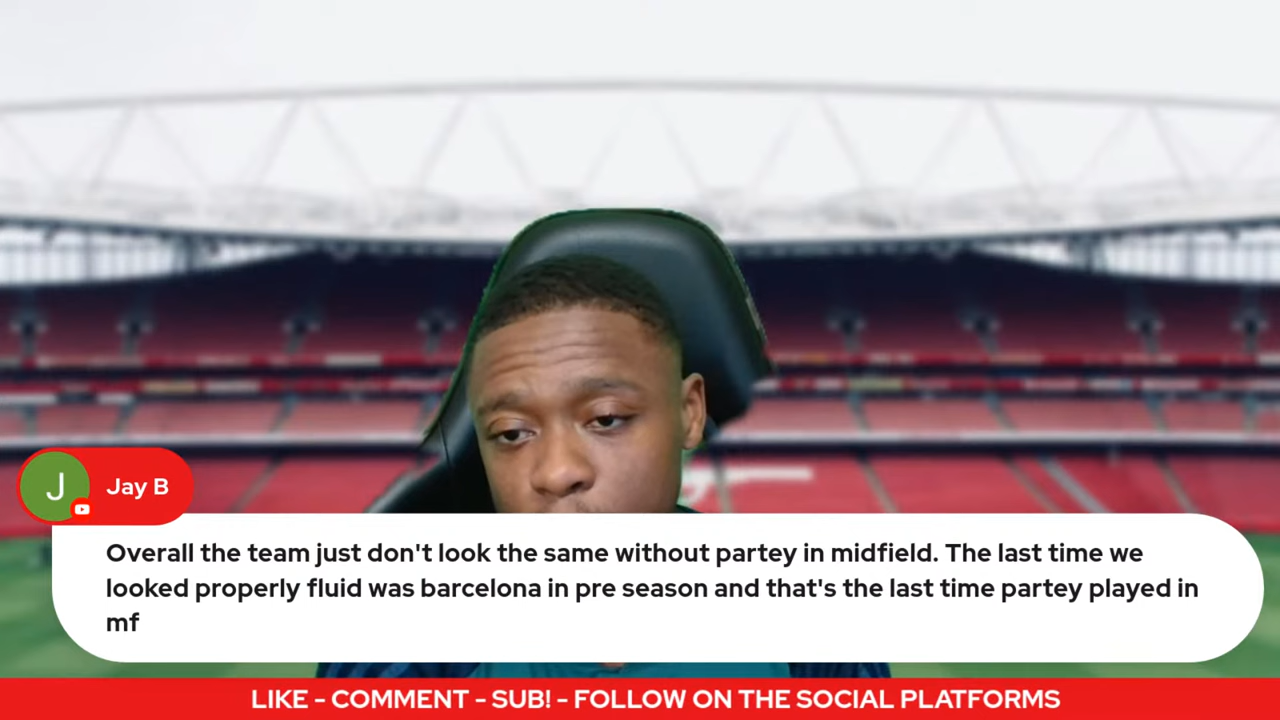 J
Jay B
Overall the team just don't look the same without partey in midfield. The last time we
looked properly fluid was barcelona in pre season and that's the last time partey played in
mf
LIKE - COMMENT - SUB! - FOLLOW ON THE SOCIAL PLATFORMS